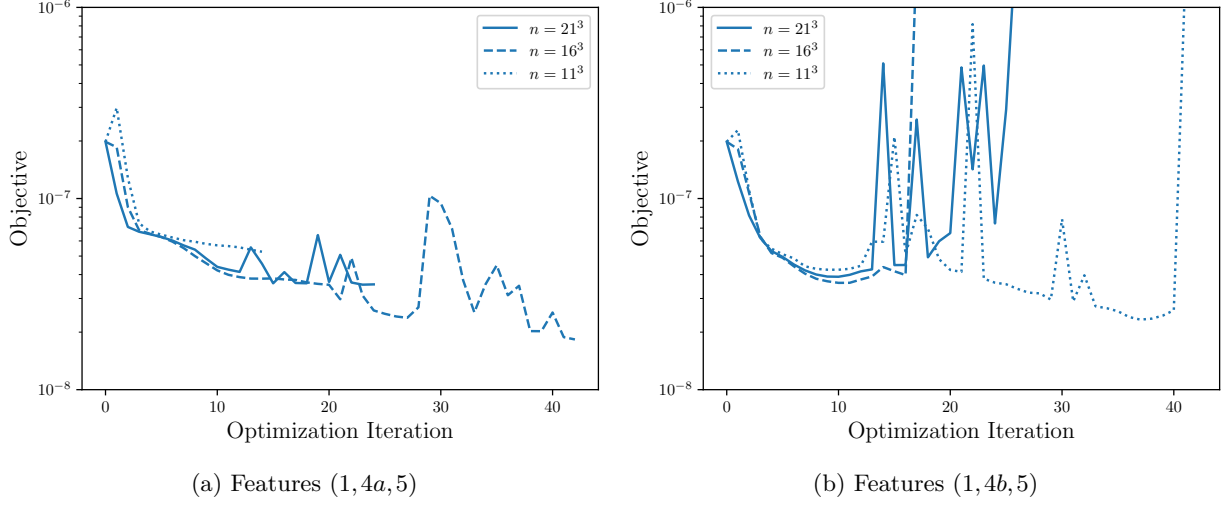 10^{-6}
10^{-7}
10^{-8}
Objective
0
10
20
30
40
Optimization Iteration
n = 21^3
n = 16^3
n = 11^3
(a) Features (1, 4a, 5)
10^{-6}
10^{-7}
10^{-8}
Objective
0
10
20
30
40
Optimization Iteration
n = 21^3
n = 16^3
n = 11^3
(b) Features (1, 4b, 5)